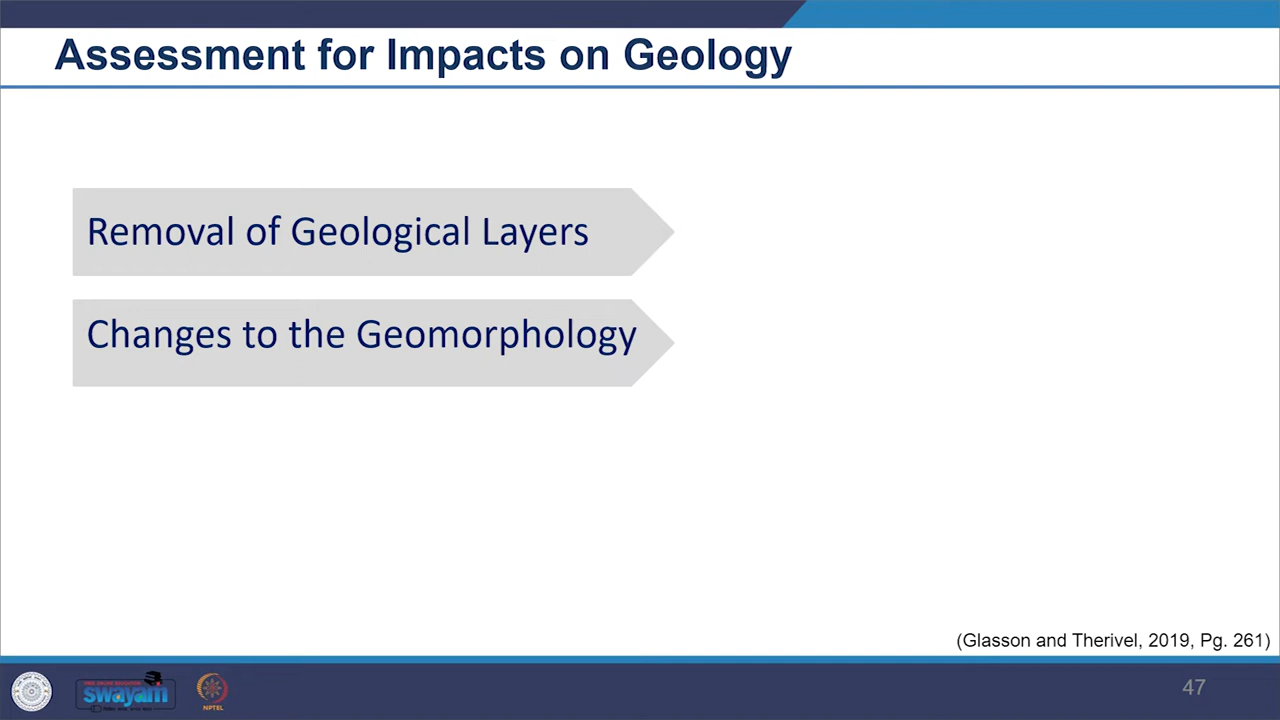 Assessment for Impacts on Geology
Removal of Geological Layers
Changes to the Geomorphology
(Glasson and Therivel, 2019, Pg. 261)
swayam
NPTEL
47